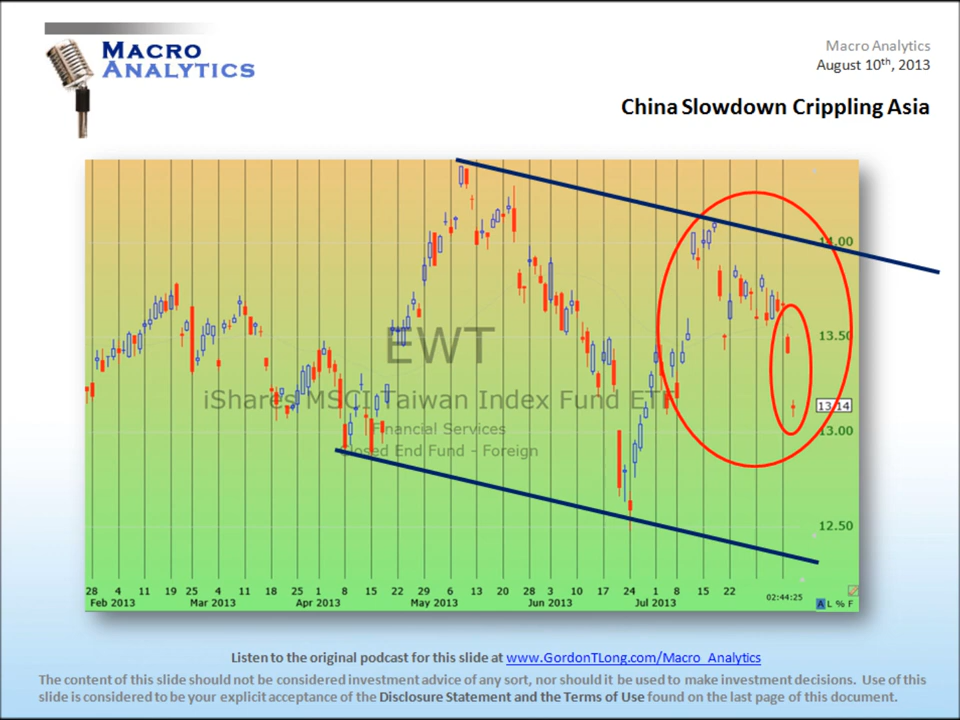 MACRO
ANALYTICS
Macro Analytics
August 10th, 2013
China Slowdown Crippling Asia
EWT
iShares MSCI Taiwan Index Fund ETF
Financial Services
Closed End Fund - Foreign
14.00
13.50
13.14
13.00
12.50
28 4 11 19 25 4 11 18 25 1 8 15 22 29 6 13 20 28 3 10 17 24 1 8 15 22
Feb 2013 Mar 2013 Apr 2013 May 2013 Jun 2013 Jul 2013
02:44:25
A L % F
Listen to the original podcast for this slide at www.GordonTLong.com/Macro_Analytics
The content of this slide should not be considered investment advice of any sort, nor should it be used to make investment decisions. Use of this
slide is considered to be your explicit acceptance of the Disclosure Statement and the Terms of Use found on the last page of this document.